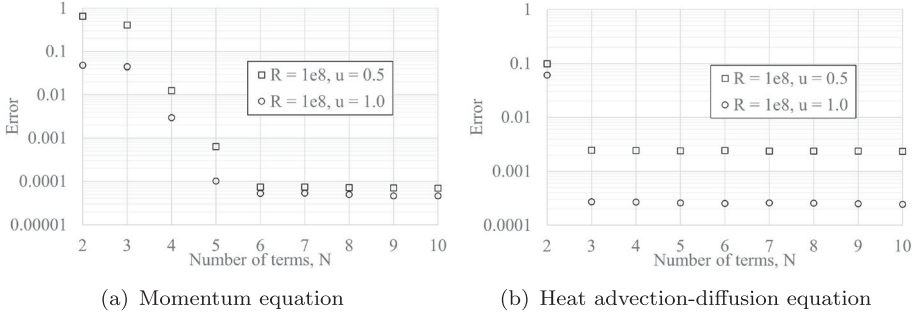 1
0.1
0.01
0.001
0.0001
0.00001
Error
2 3 4 5 6 7 8 9 10
Number of terms, N
R = 1e8, u = 0.5
R = 1e8, u = 1.0
(a) Momentum equation
1
0.1
0.01
0.001
0.0001
Error
2 3 4 5 6 7 8 9 10
Number of terms, N
R = 1e8, u = 0.5
R = 1e8, u = 1.0
(b) Heat advection-diffusion equation